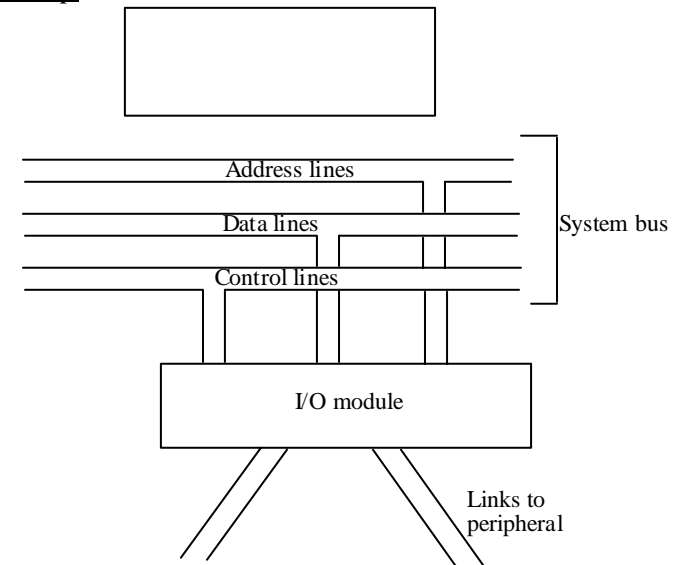 Address lines
Data lines
System bus
Control lines
I/O module
Links to
peripheral